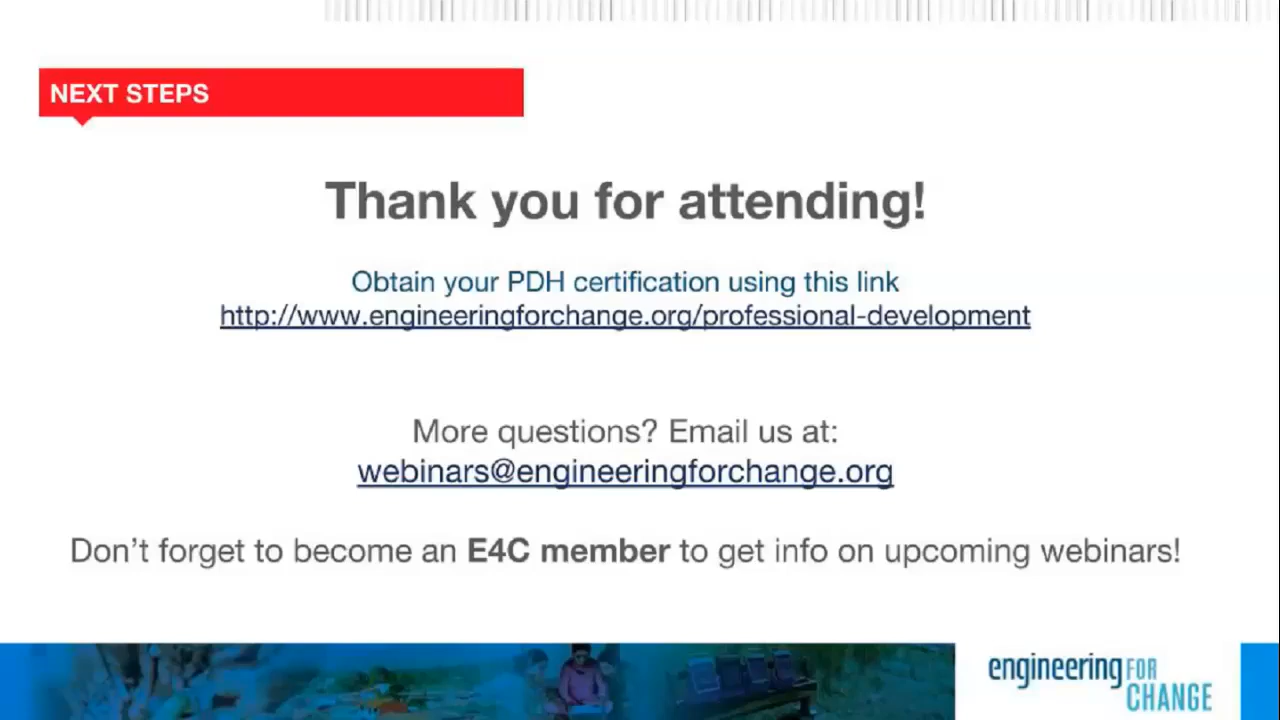 NEXT STEPS
Thank you for attending!
Obtain your PDH certification using this link
http://www.engineeringforchange.org/professional-development
More questions? Email us at:
webinars@engineeringforchange.org
Don't forget to become an E4C member to get info on upcoming webinars!
engineering FOR
CHANGE